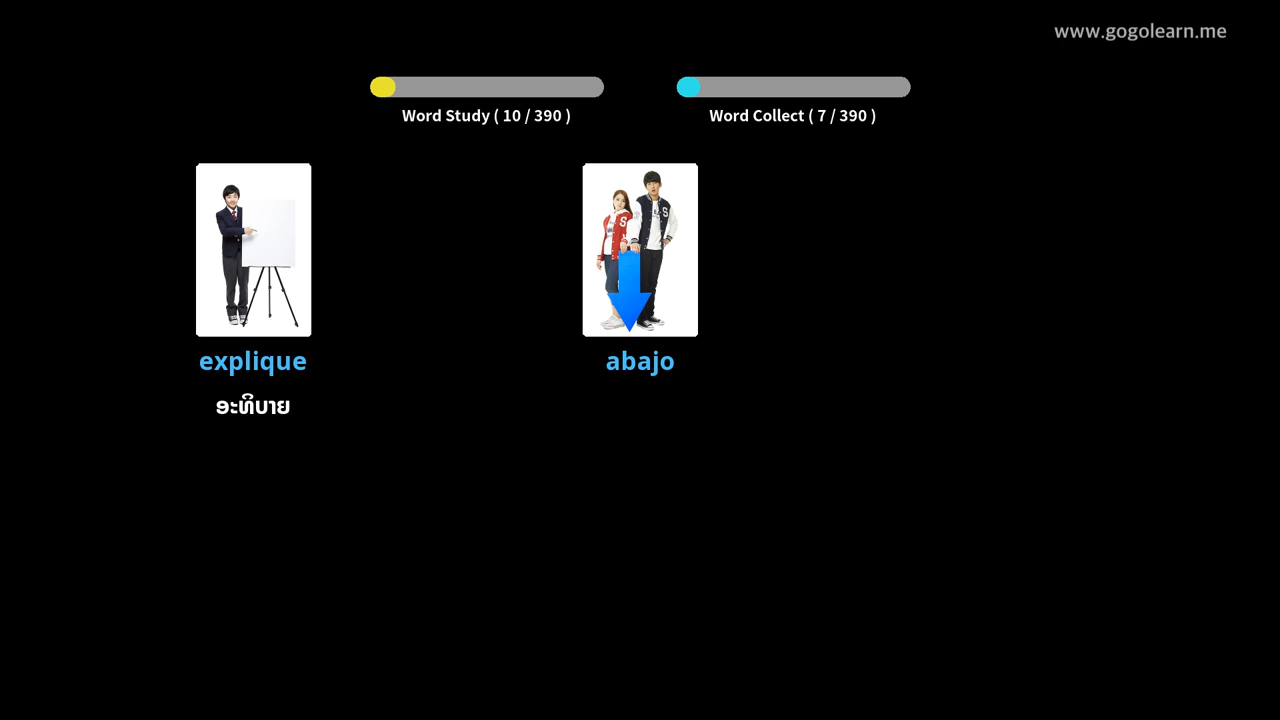 www.gogolearn.me
Word Study ( 10 / 390 )
Word Collect ( 7 / 390 )
S
S
explique
abajo
ອະທິບາຍ